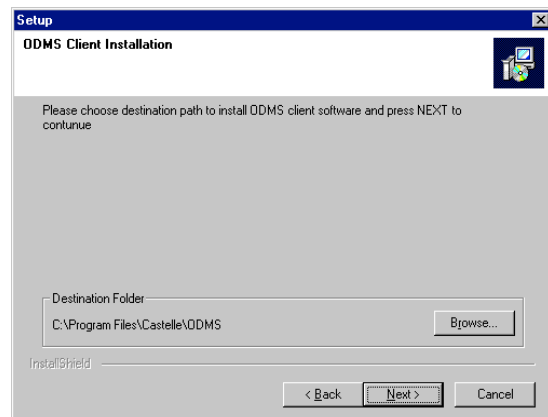 Setup
ODMS Client Installation
Please choose destination path to install ODMS client software and press NEXT to
contunue
Destination Folder
C:\Program Files\Castelle\ODMS
Browse...
InstallShield
< Back
Next >
Cancel